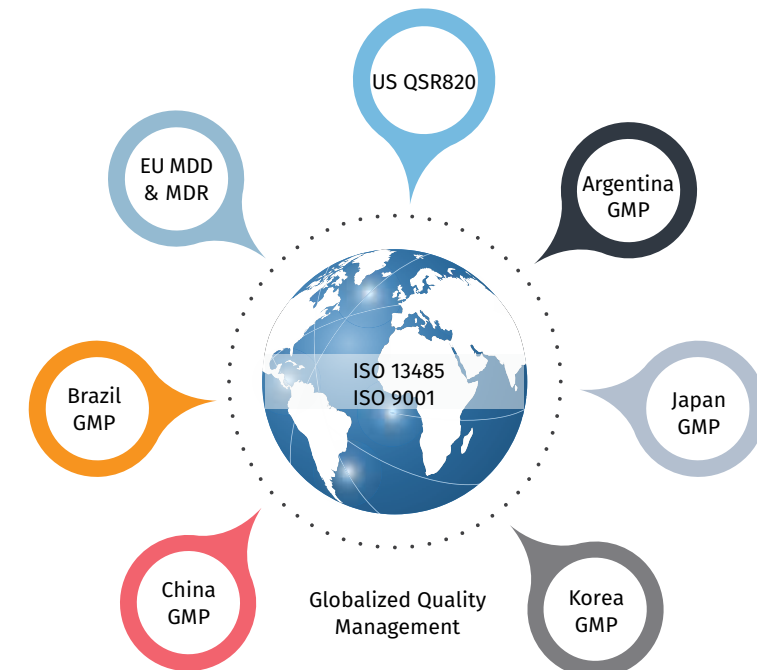 US QSR820
EU MDD
& MDR
Argentina
GMP
ISO 13485
ISO 9001
Brazil
GMP
Japan
GMP
China
GMP
Globalized Quality
Management
Korea
GMP